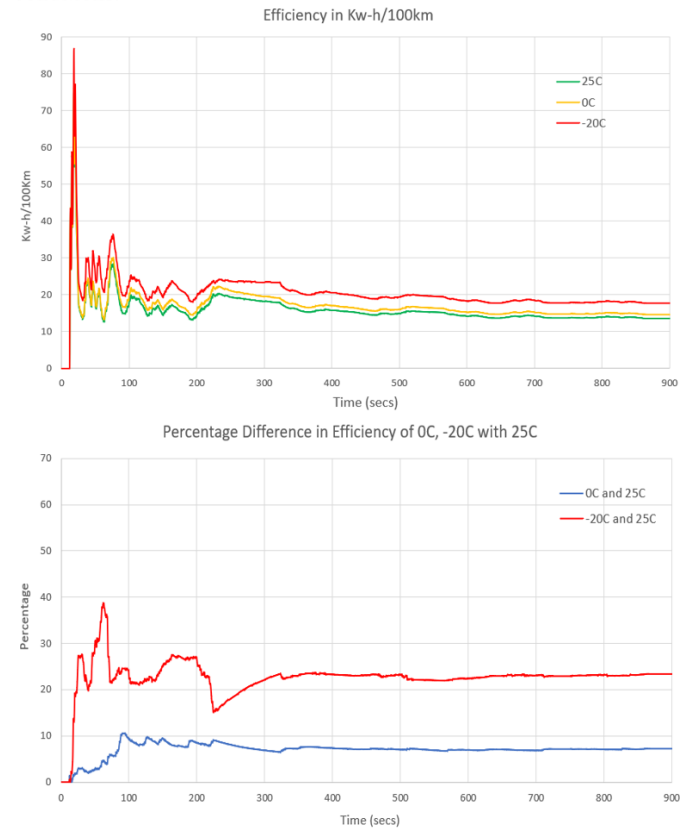 Efficiency in Kw-h/100km
90
80
70
60
50
40
30
20
10
0
Kw-h/100Km
25C
0C
-20C
0 100 200 300 400 500 600 700 800 900
Time (secs)
Percentage Difference in Efficiency of 0C, -20C with 25C
70
60
50
40
30
20
10
0
Percentage
0C and 25C
-20C and 25C
0 100 200 300 400 500 600 700 800 900
Time (secs)